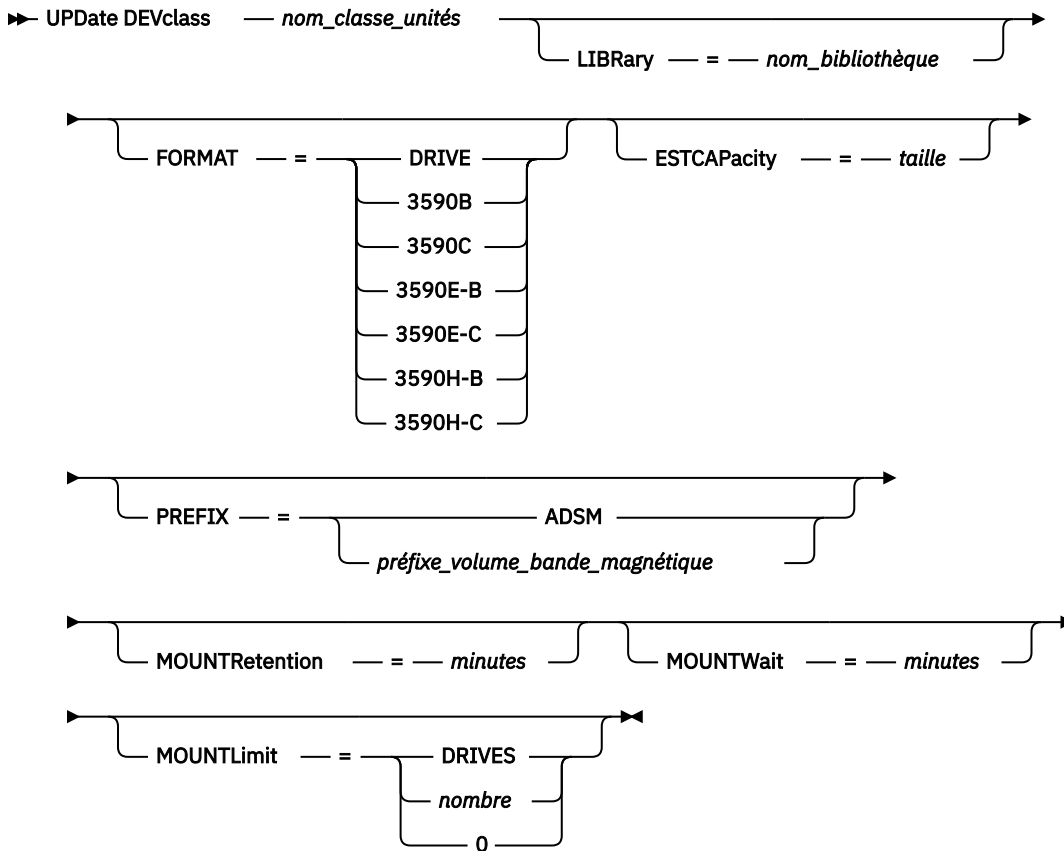 UPDate DEVclass — nom_classe_unités
LIBRary — = — nom_bibliothèque
FORMAT — = DRIVE
3590B
3590C
3590E-B
3590E-C
3590H-B
3590H-C
ESTCAPacity — = — taille
PREFIX — = ADSM
préfixe_volume_bande_magnétique
MOUNTRetention — = — minutes
MOUNTWait — = — minutes
MOUNTLimit — = DRIVES
nombre
0